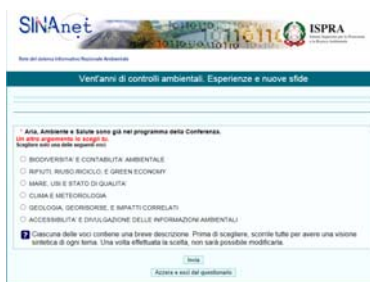 SINAnet
ISPRA
Rete del sistema Informativo Nazionale Ambientale
Vent'anni di controlli ambientali. Esperienze e nuove sfide
* Aria, Ambiente e Salute sono già nel programma della Conferenza.
Un altro argomento lo scegli tu.
Scegliere solo una delle seguenti voci
BIODIVERSITA' E CONTABILITA' AMBIENTALE
RIFIUTI, RIUSO-RICICLO, E GREEN ECONOMY
MARE, USI E STATO DI QUALITA'
CLIMA E METEOROLOGIA
GEOLOGIA, GEORISORSE, E IMPATTI CORRELATI
ACCESSIBILITA' E DIVULGAZIONE DELLE INFORMAZIONI AMBIENTALI
? Ciascuna delle voci contiene una breve descrizione. Prima di scegliere, scorrile tutte per avere una visione
sintetica di ogni tema. Una volta effettuata la scelta, non sarà possibile modificarla.
Invia
Azzera e esci dal questionario